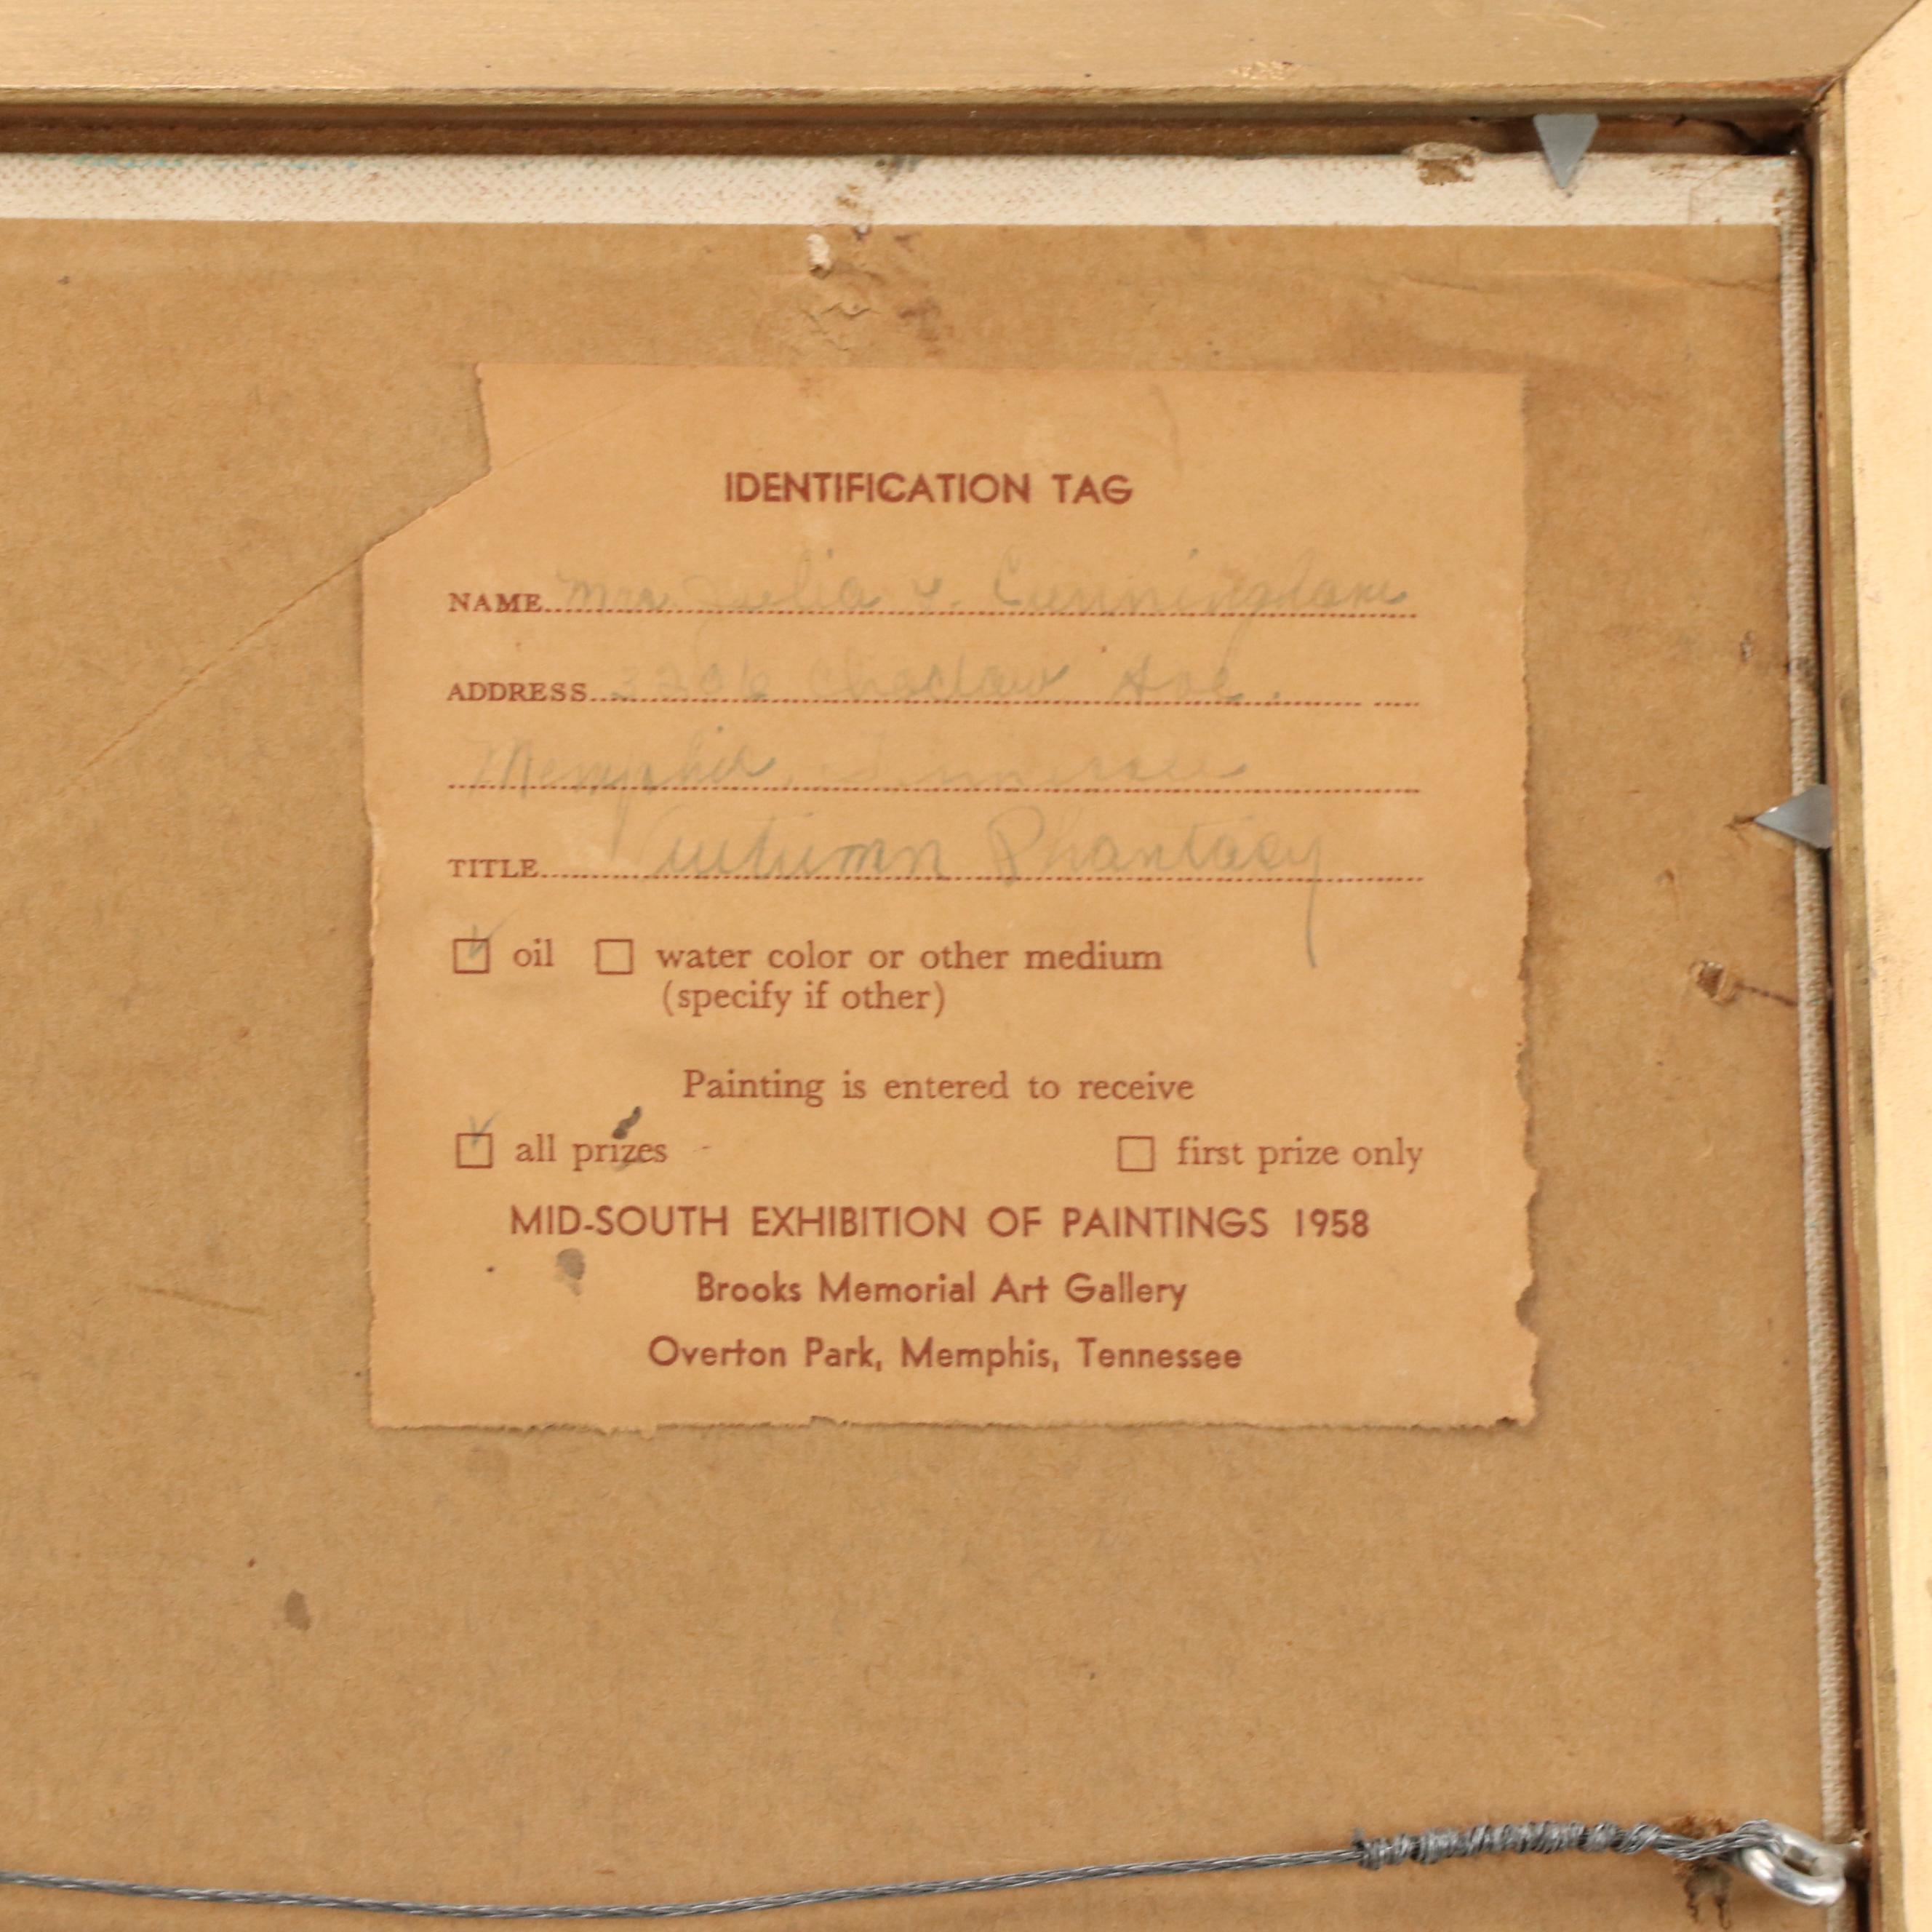 IDENTIFICATION TAG
NAME Mrs Julia . Cunningham
ADDRESS Choctaw Ave.
Memphis, Tennessee
TITLE Autumn Phantasy
oil water color or other medium
(specify if other)
Painting is entered to receive
all prizes first prize only
MID-SOUTH EXHIBITION OF PAINTINGS 1958
Brooks Memorial Art Gallery
Overton Park, Memphis, Tennessee